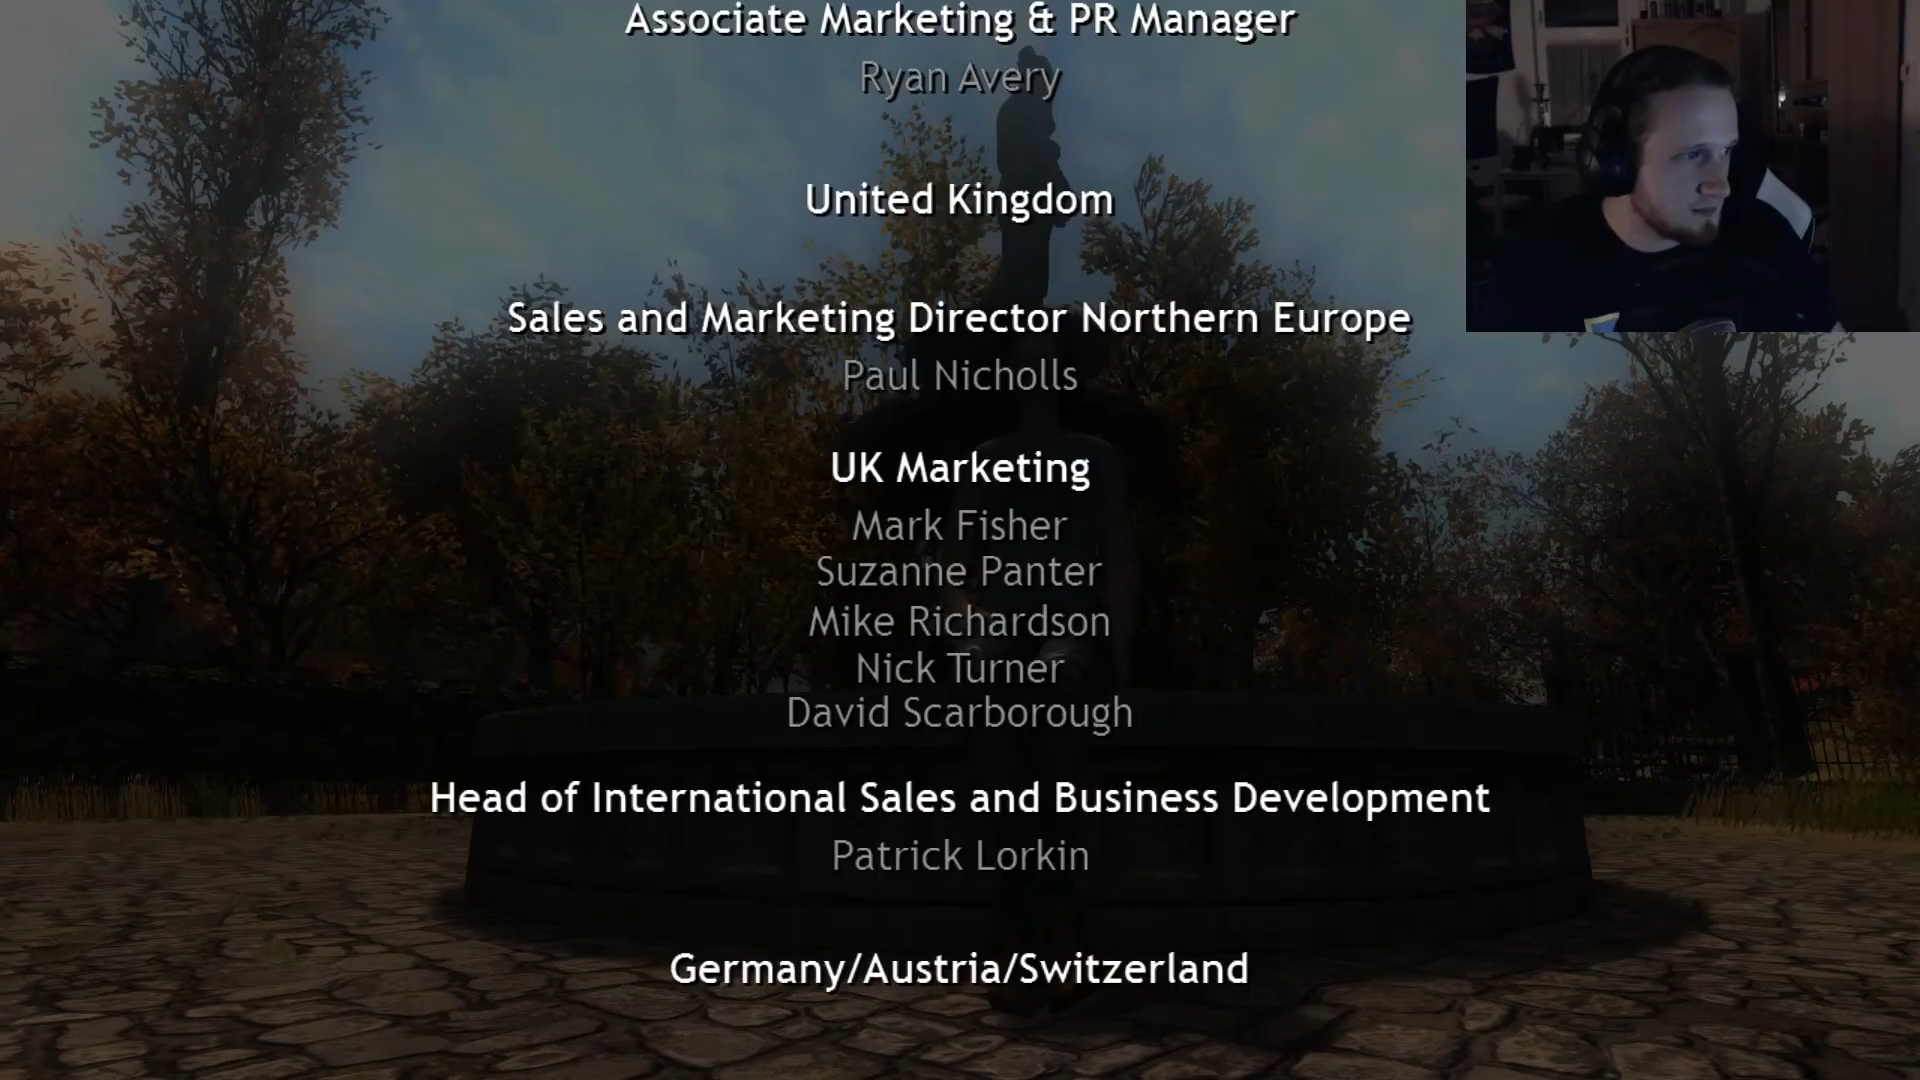 Associate Marketing & PR Manager
Ryan Avery
United Kingdom
Sales and Marketing Director Northern Europe
Paul Nicholls
UK Marketing
Mark Fisher
Suzanne Panter
Mike Richardson
Nick Turner
David Scarborough
Head of International Sales and Business Development
Patrick Lorkin
Germany/Austria/Switzerland